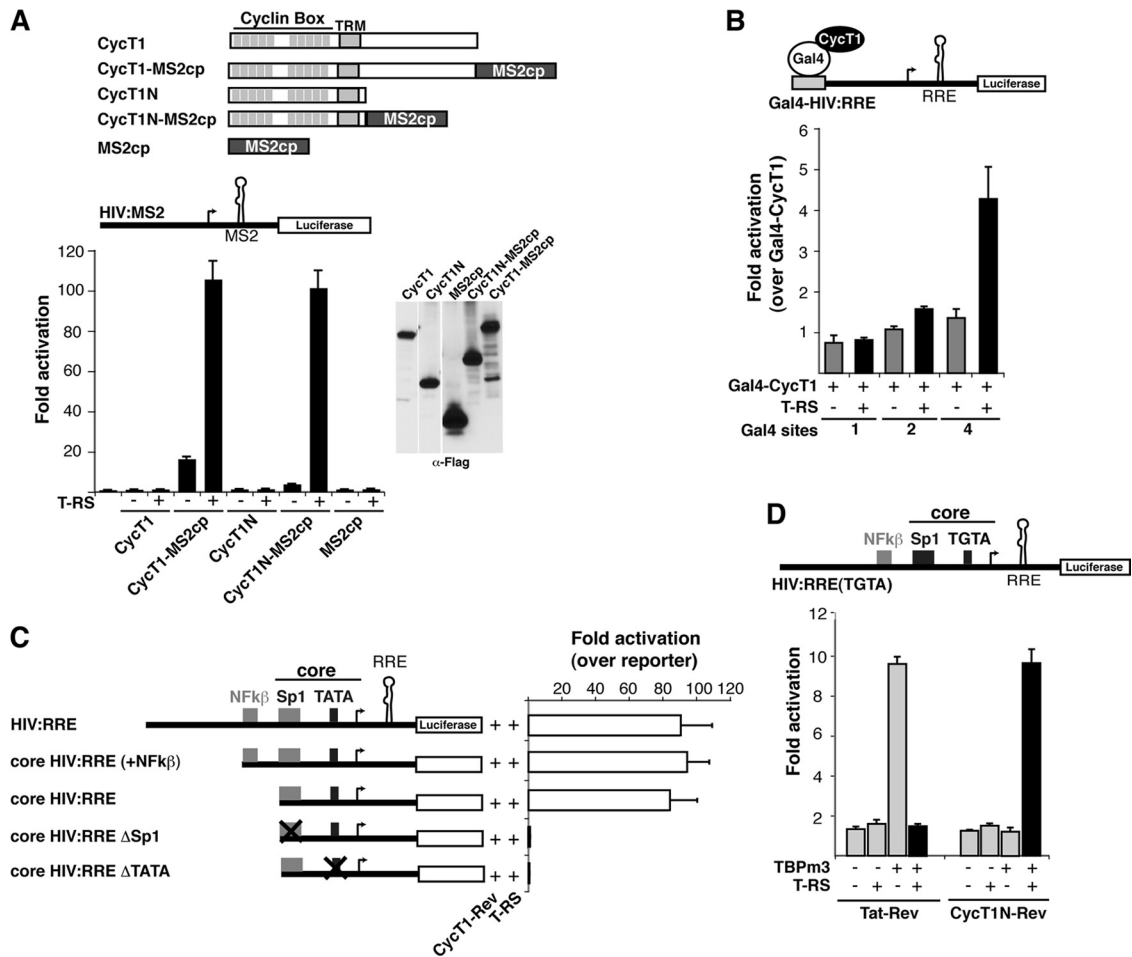 A
Cyclin Box
TRM
CycT1
CycT1-MS2cp
MS2cp
CycT1N
CycT1N-MS2cp
MS2cp
MS2cp
MS2cp
HIV:MS2
MS2
Luciferase
Fold activation
120
100
80
60
40
20
T-RS - + - + - + - + - +
CycT1
CycT1-MS2cp
CycT1N
CycT1N-MS2cp
MS2cp
CycT1
CycT1N
MS2cp
CycT1N-MS2cp
CycT1-MS2cp
α-Flag
B
CycT1
Gal4
Gal4-HIV:RRE
RRE
Luciferase
Fold activation
(over Gal4-CycT1)
6
5
4
3
2
1
Gal4-CycT1 + + + + + +
T-RS - + - + - +
Gal4 sites 1 2 4
C
core
RRE
NFkβ Sp1 TATA
HIV:RRE
Luciferase
+ +
core HIV:RRE (+NFkβ)
+ +
core HIV:RRE
+ +
core HIV:RRE ΔSp1
+ +
core HIV:RRE ΔTATA
+ +
CycT1-Rev
T-RS
Fold activation
(over reporter)
20 40 60 80 100 120
D
core
NFkβ Sp1 TGTA
HIV:RRE(TGTA)
RRE
Luciferase
Fold activation
12
10
8
6
4
2
TBPm3 - - + + - - + +
T-RS - + - + - + - +
Tat-Rev CycT1N-Rev